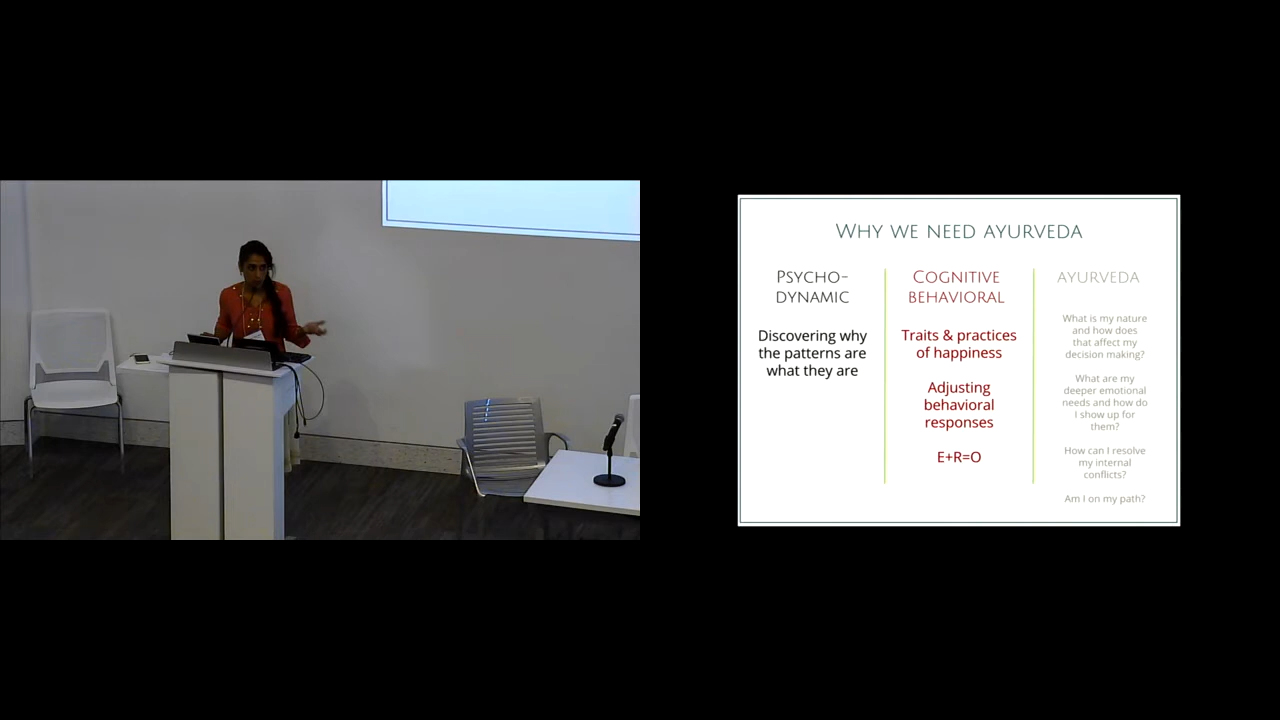 WHY WE NEED AYURVEDA
PSYCHO-
DYNAMIC
Discovering why
the patterns are
what they are
COGNITIVE
BEHAVIORAL
Traits & practices
of happiness
Adjusting
behavioral
responses
E+R=O
AYURVEDA
What is my nature
and how does
that affect my
decision making?
What are my
deeper emotional
needs and how do
I show up for
them?
How can I resolve
my internal
conflicts?
Am I on my path?